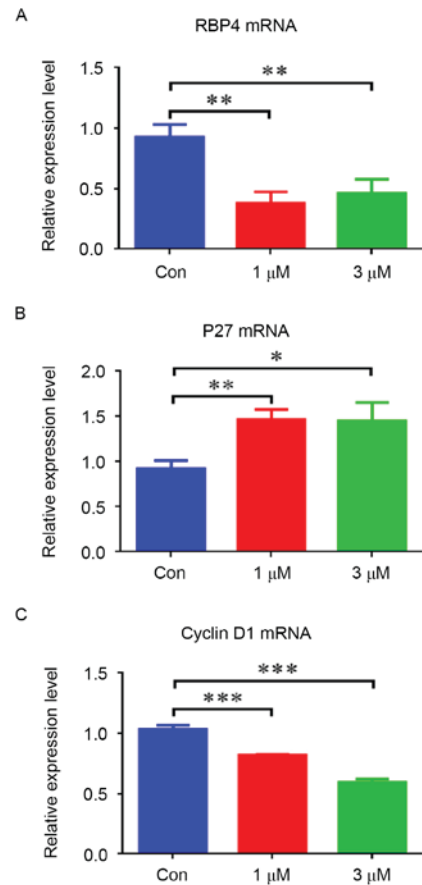 A
RBP4 mRNA
Relative expression level
1.5
1.0
0.5
0.0
**
**
Con 1 μM 3 μM
B
P27 mRNA
Relative expression level
2.0
1.5
1.0
0.5
0.0
*
**
Con 1 μM 3 μM
C
Cyclin D1 mRNA
Relative expression level
1.5
1.0
0.5
0.0
***
***
Con 1 μM 3 μM